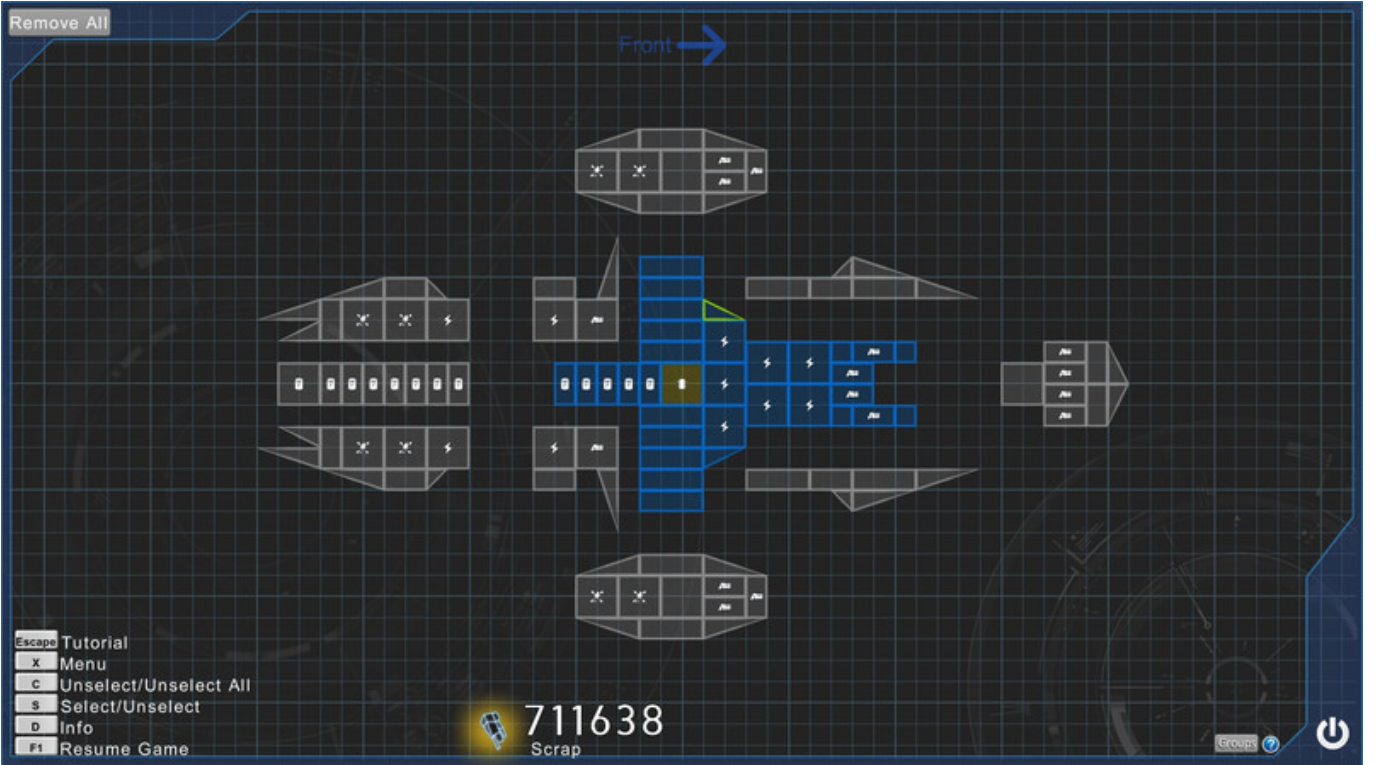 Remove All
Front
Escape Tutorial
X Menu
C Unselect/Unselect All
S Select/Unselect
D Info
F1 Resume Game
711638
Scrap
Groups ?